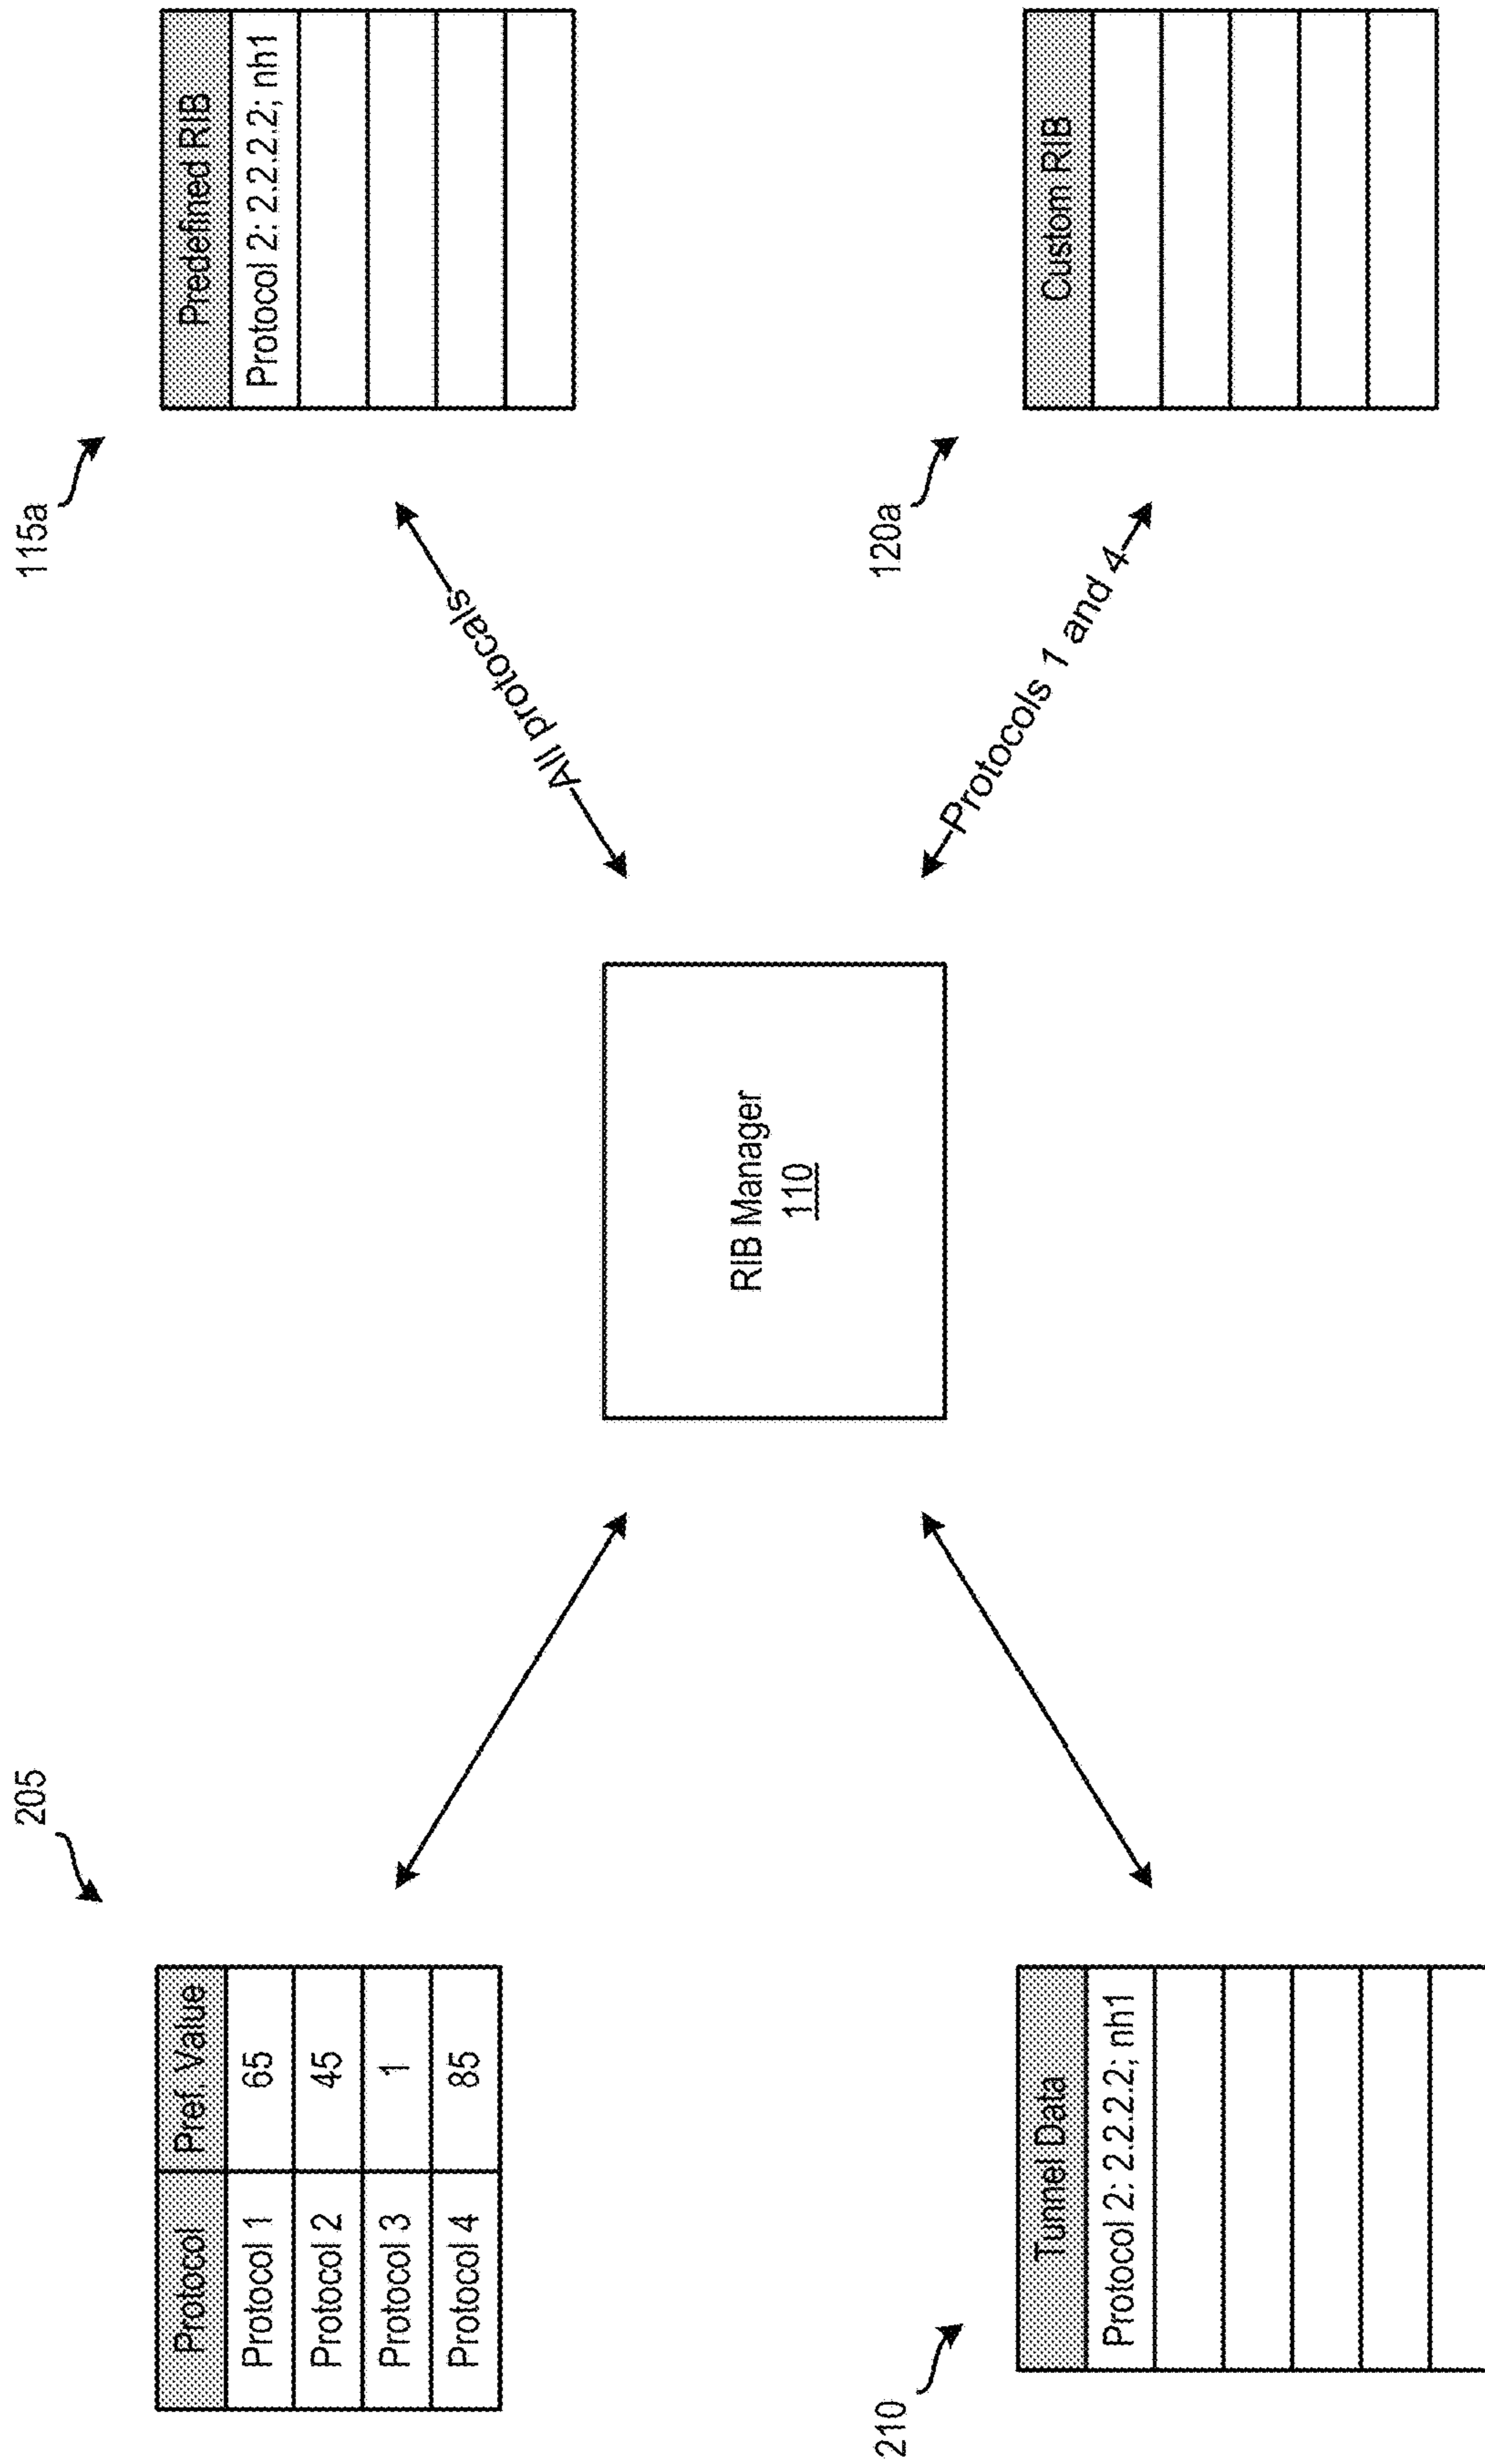 205
Protocol Pref. Value
Protocol 1 65
Protocol 2 45
Protocol 3 1
Protocol 4 85
210
Tunnel Data
Protocol 2: 2.2.2.2; nh1
RIB Manager
110
All protocals
Protocols 1 and 4
115a
Predefined RIB
Protocol 2: 2.2.2.2; nh1
120a
Custom RIB